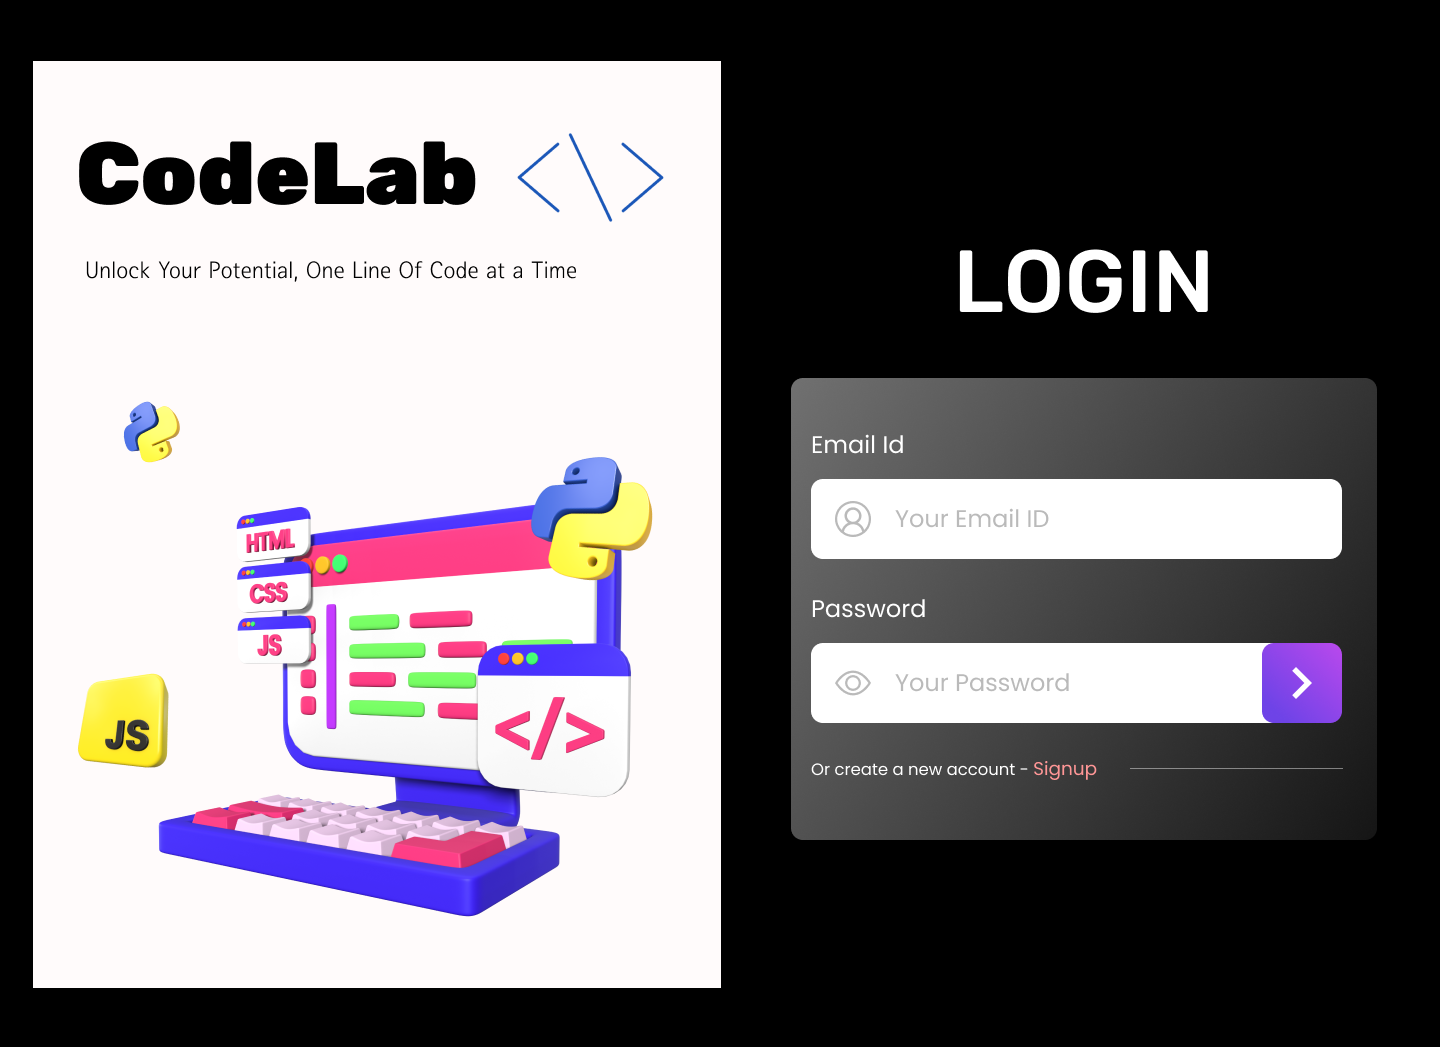 CodeLab <\>
Unlock Your Potential, One Line Of Code at a Time
HTML
CSS
JS
JS
</>
LOGIN
Email Id
Your Email ID
Password
Your Password
Or create a new account - Signup